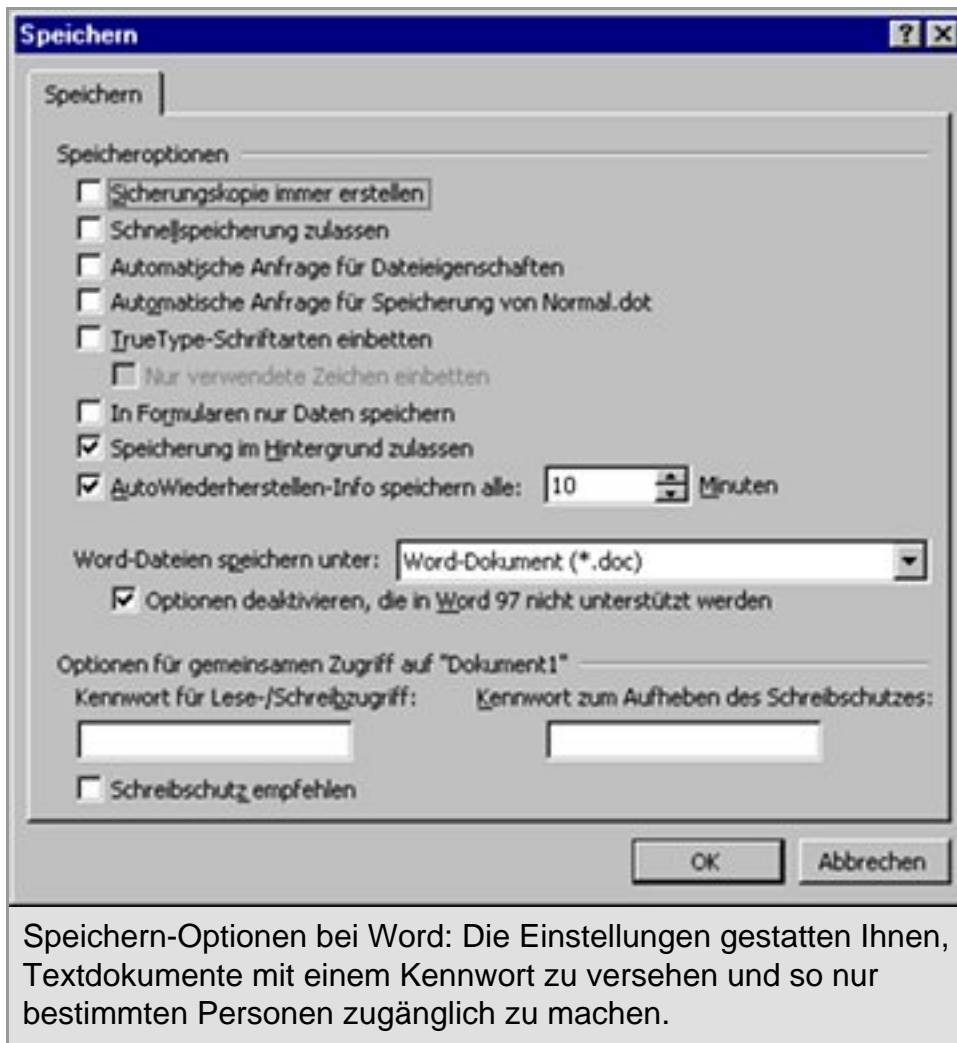 Speichern
Speichern
Speicheroptionen
Sicherungskopie immer erstellen
Schnellspeicherung zulassen
Automatische Anfrage für Dateieigenschaften
Automatische Anfrage für Speicherung von Normal.dot
TrueType-Schriftarten einbetten
Nur verwendete Zeichen einbetten
In Formularen nur Daten speichern
Speicherung im Hintergrund zulassen
AutoWiederherstellen-Info speichern alle: 10 Minuten
Word-Dateien speichern unter: Word-Dokument (*.doc)
Optionen deaktivieren, die in Word 97 nicht unterstützt werden
Optionen für gemeinsamen Zugriff auf "Dokument1"
Kennwort für Lese-/Schreibzugriff: Kennwort zum Aufheben des Schreibschutzes:
Schreibschutz empfehlen
OK Abbrechen
Speichern-Optionen bei Word: Die Einstellungen gestatten Ihnen,
Textdokumente mit einem Kennwort zu versehen und so nur
bestimmten Personen zugänglich zu machen.